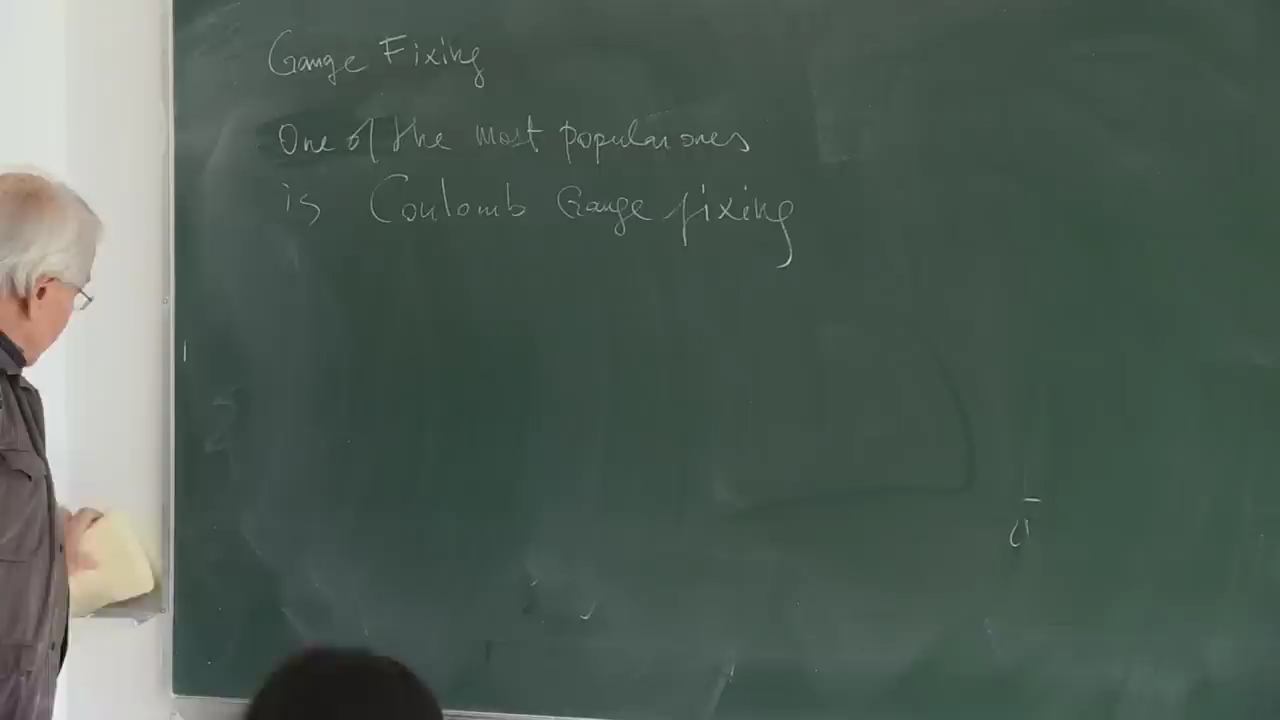 Gauge Fixing
One of the most popular ones
is Coulomb Gauge fixing